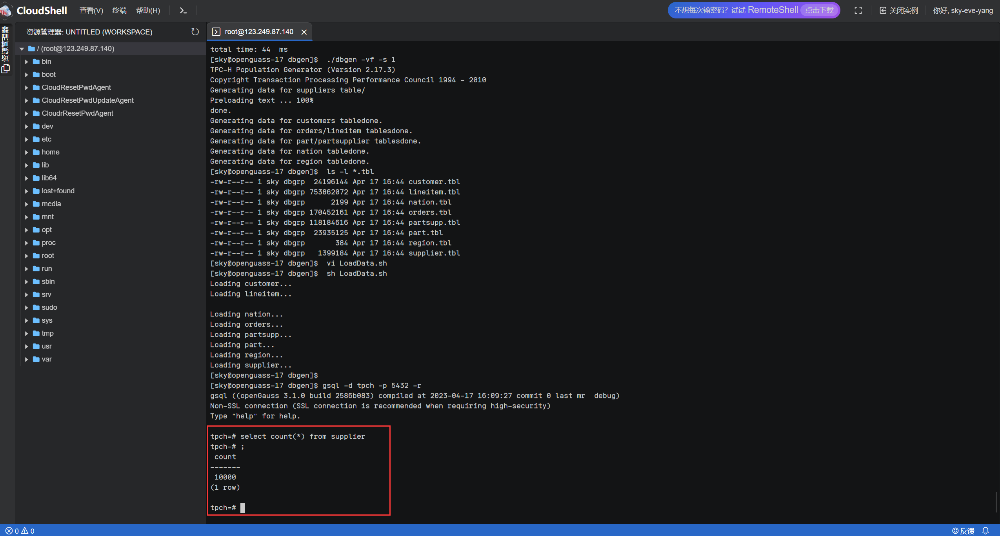 CloudShell 查看(V) 终端 帮助(H) 不想每次输密码？试试 RemoteShell 点击下载 关闭实例 你好, sky-eve-yang
资源管理器
资源管理器: UNTITLED (WORKSPACE)
/ (root@123.249.87.140)
bin
boot
CloudResetPwdAgent
CloudResetPwdUpdateAgent
CloudrResetPwdAgent
dev
etc
home
lib
lib64
lost+found
media
mnt
opt
proc
root
run
sbin
srv
sudo
sys
tmp
usr
var
root@123.249.87.140
total time: 44  ms
[sky@openguass-17 dbgen]$  ./dbgen -vf -s 1
TPC-H Population Generator (Version 2.17.3)
Copyright Transaction Processing Performance Council 1994 - 2010
Generating data for suppliers table/
Preloading text ... 100%
done.
Generating data for customers tabledone.
Generating data for orders/lineitem tablesdone.
Generating data for part/partsupplier tablesdone.
Generating data for nation tabledone.
Generating data for region tabledone.
[sky@openguass-17 dbgen]$  ls -l *.tbl
-rw-r--r-- 1 sky dbgrp  24196144 Apr 17 16:44 customer.tbl
-rw-r--r-- 1 sky dbgrp 753862072 Apr 17 16:44 lineitem.tbl
-rw-r--r-- 1 sky dbgrp      2199 Apr 17 16:44 nation.tbl
-rw-r--r-- 1 sky dbgrp 170452161 Apr 17 16:44 orders.tbl
-rw-r--r-- 1 sky dbgrp 118184616 Apr 17 16:44 partsupp.tbl
-rw-r--r-- 1 sky dbgrp  23935125 Apr 17 16:44 part.tbl
-rw-r--r-- 1 sky dbgrp       384 Apr 17 16:44 region.tbl
-rw-r--r-- 1 sky dbgrp   1399184 Apr 17 16:44 supplier.tbl
[sky@openguass-17 dbgen]$  vi LoadData.sh
[sky@openguass-17 dbgen]$  sh LoadData.sh
Loading customer...
Loading lineitem...
Loading nation...
Loading orders...
Loading partsupp...
Loading part...
Loading region...
Loading supplier...
[sky@openguass-17 dbgen]$
[sky@openguass-17 dbgen]$ gsql -d tpch -p 5432 -r
gsql ((openGauss 3.1.0 build 2586b083) compiled at 2023-04-17 16:09:27 commit 0 last mr  debug)
Non-SSL connection (SSL connection is recommended when requiring high-security)
Type "help" for help.
tpch=# select count(*) from supplier
tpch-# ;
 count
-------
 10000
(1 row)
tpch=#
0 0 反馈